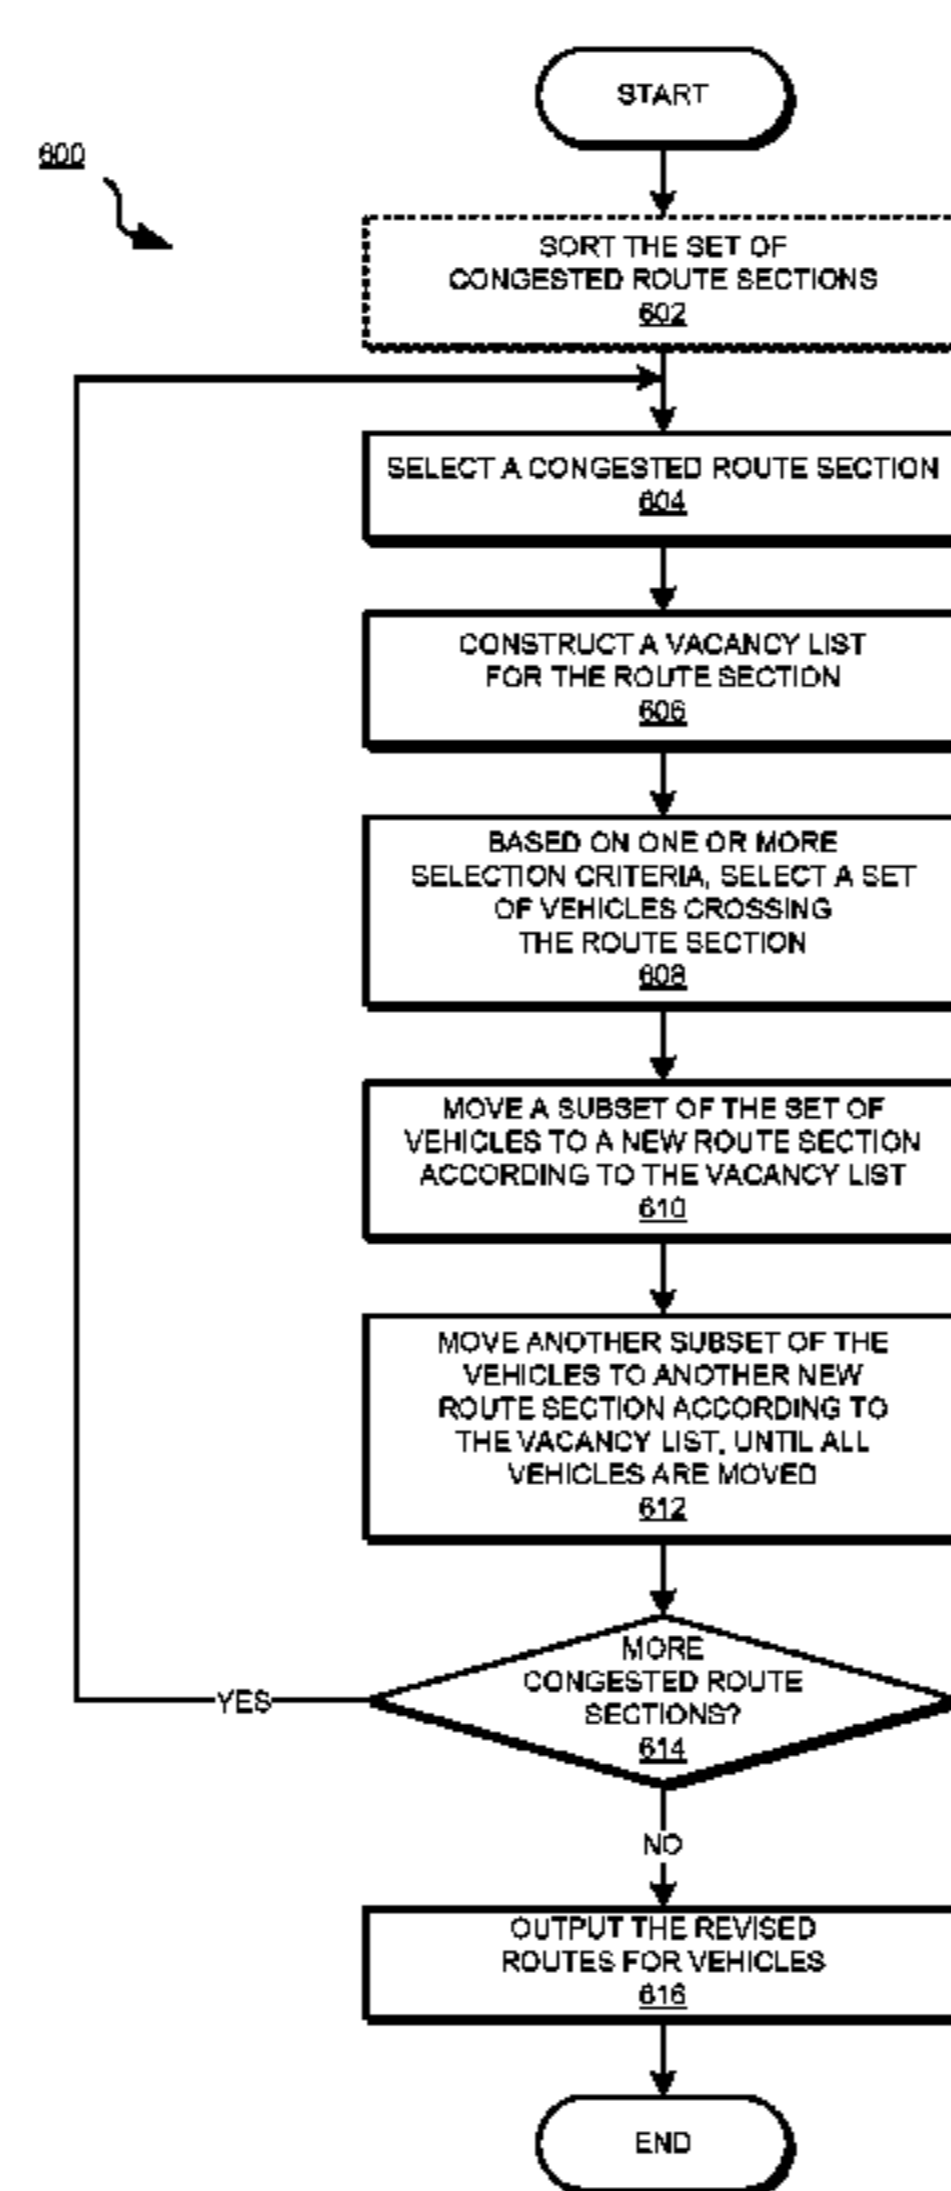 START
600
SORT THE SET OF
CONGESTED ROUTE SECTIONS
602
SELECT A CONGESTED ROUTE SECTION
604
CONSTRUCT A VACANCY LIST
FOR THE ROUTE SECTION
606
BASED ON ONE OR MORE
SELECTION CRITERIA, SELECT A SET
OF VEHICLES CROSSING
THE ROUTE SECTION
608
MOVE A SUBSET OF THE SET OF
VEHICLES TO A NEW ROUTE SECTION
ACCORDING TO THE VACANCY LIST
610
MOVE ANOTHER SUBSET OF THE
VEHICLES TO ANOTHER NEW
ROUTE SECTION ACCORDING TO
THE VACANCY LIST, UNTIL ALL
VEHICLES ARE MOVED
612
MORE
CONGESTED ROUTE
SECTIONS?
614
YES
NO
OUTPUT THE REVISED
ROUTES FOR VEHICLES
616
END